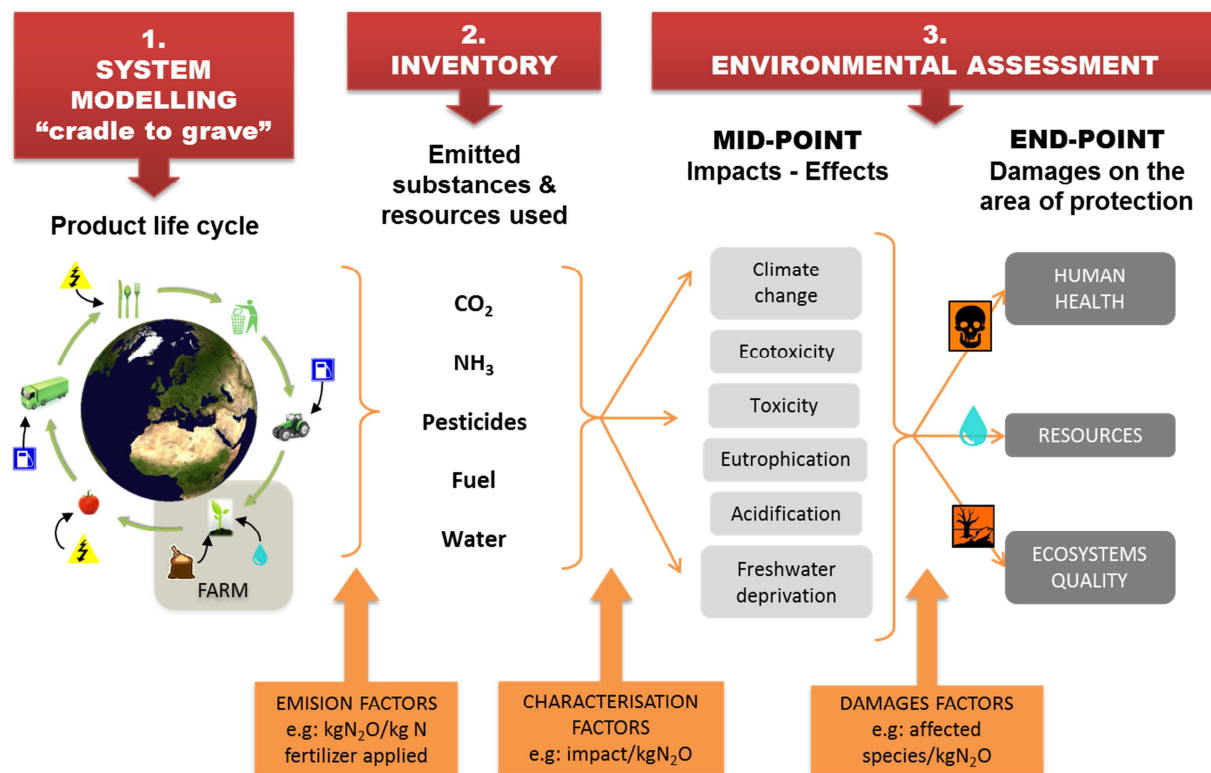 1.
SYSTEM
MODELLING
“cradle to grave”
2.
INVENTORY
3.
ENVIRONMENTAL ASSESSMENT
Product life cycle
FARM
Emitted
substances &
resources used
CO₂
NH₃
Pesticides
Fuel
Water
MID-POINT
Impacts - Effects
Climate
change
Ecotoxicity
Toxicity
Eutrophication
Acidification
Freshwater
deprivation
END-POINT
Damages on the
area of protection
HUMAN
HEALTH
RESOURCES
ECOSYSTEMS
QUALITY
EMISION FACTORS
e.g: kgN₂O/kg N
fertilizer applied
CHARACTERISATION
FACTORS
e.g: impact/kgN₂O
DAMAGES FACTORS
e.g: affected
species/kgN₂O